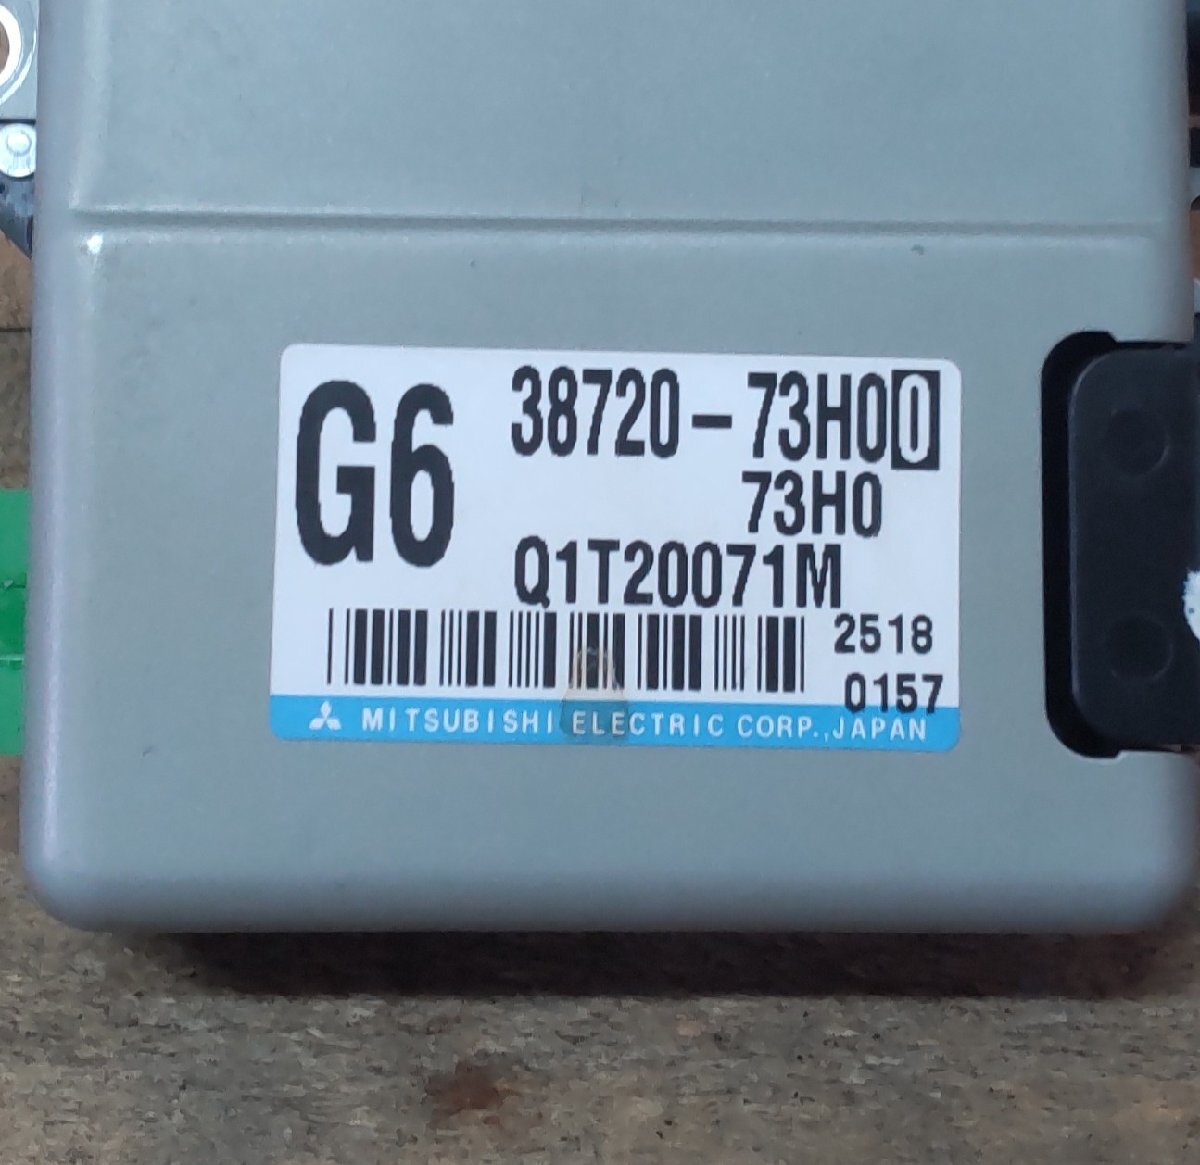 G6 38720-73H00
73H0
Q1T20071M
2518
0157
MITSUBISHI ELECTRIC CORP.,JAPAN